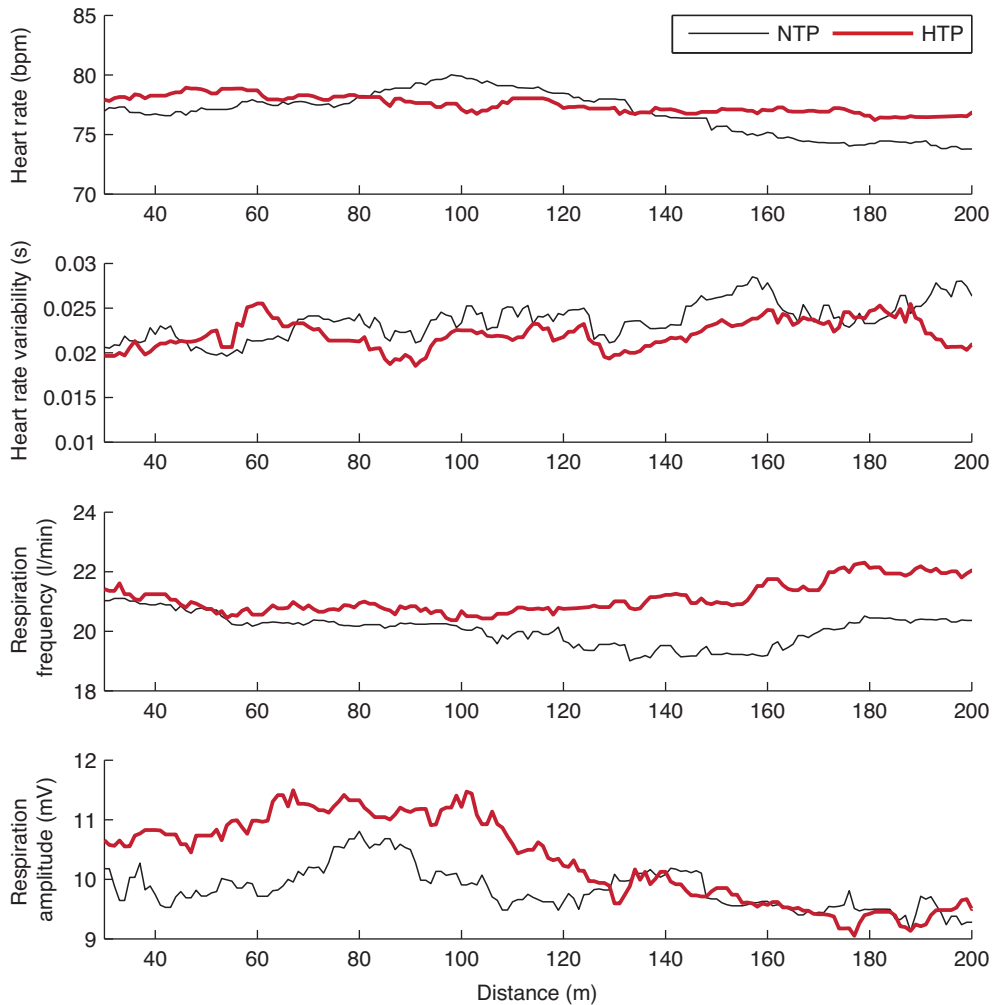 NTP HTP
Heart rate (bpm)
85
80
75
70
40 60 80 100 120 140 160 180 200
Heart rate variability (s)
0.03
0.025
0.02
0.015
0.01
40 60 80 100 120 140 160 180 200
Respiration
frequency (l/min)
24
22
20
18
40 60 80 100 120 140 160 180 200
Respiration
amplitude (mV)
12
11
10
9
40 60 80 100 120 140 160 180 200
Distance (m)